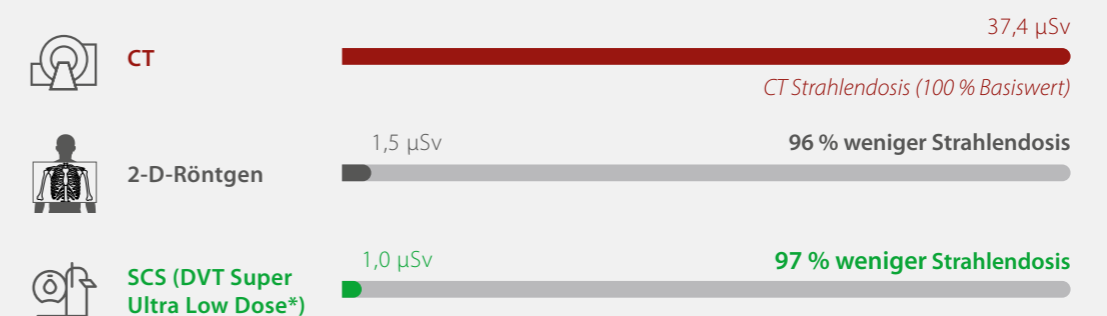 37,4 µSv
CT
CT Strahlendosis (100 % Basiswert)
1,5 µSv
96 % weniger Strahlendosis
2-D-Röntgen
1,0 µSv
97 % weniger Strahlendosis
SCS (DVT Super
Ultra Low Dose*)